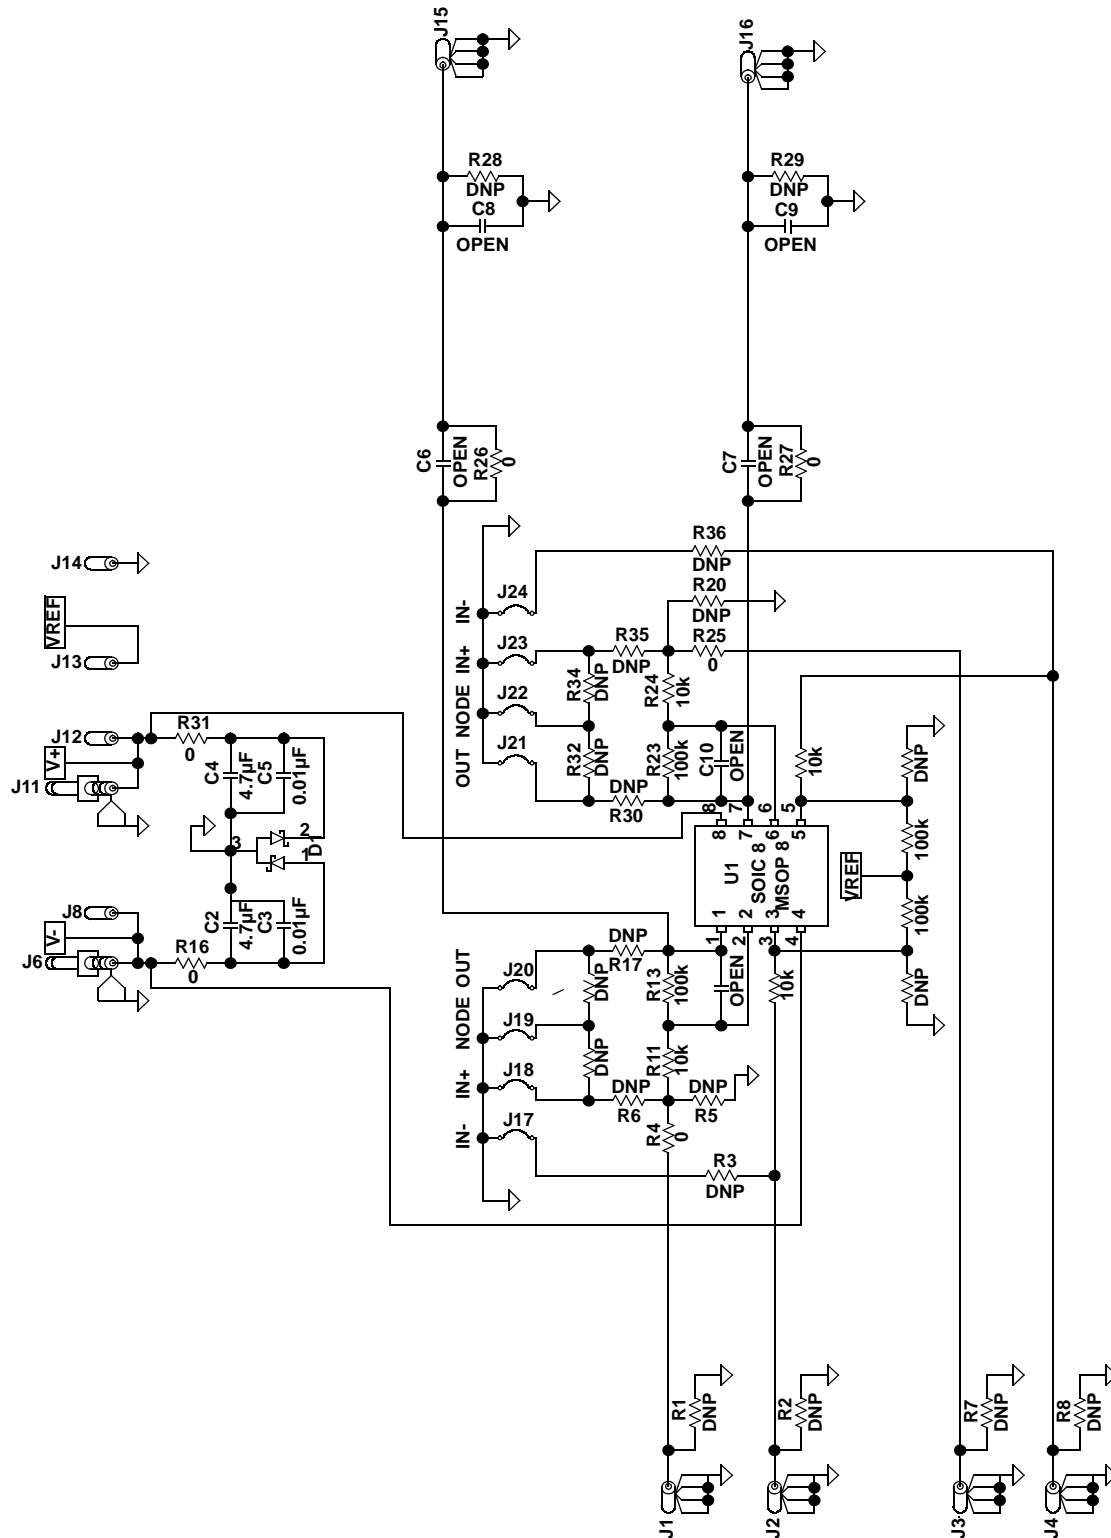 J15
J16
R28
DNP
C8
OPEN
R29
DNP
C9
OPEN
C6
OPEN
R26
0
C7
OPEN
R27
0
J14
VREF
J13
J12
V+
J11
R31
0
C4
4.7µF
C5
0.01µF
3
2
1
D1
J8
V-
J6
R16
0
C2
4.7µF
C3
0.01µF
OUT NODE IN+ IN-
J24
J23
J22
J21
R36
DNP
R20
DNP
R25
0
R35
DNP
R34
DNP
R32
DNP
R24
10k
R23
100k
C10
OPEN
DNP
R30
10k
DNP
100k
VREF
100k
DNP
8
7
6
5
8
7
6
5
U1
SOIC 8
MSOP 8
1
2
3
4
1
2
3
4
IN- IN+ NODE OUT
J20
J19
J18
J17
DNP
R17
DNP
DNP
R13
100k
OPEN
10k
R11
10k
DNP
R6
DNP
R5
R4
0
R3
DNP
R1
DNP
R2
DNP
R7
DNP
R8
DNP
J1
J2
J3
J4